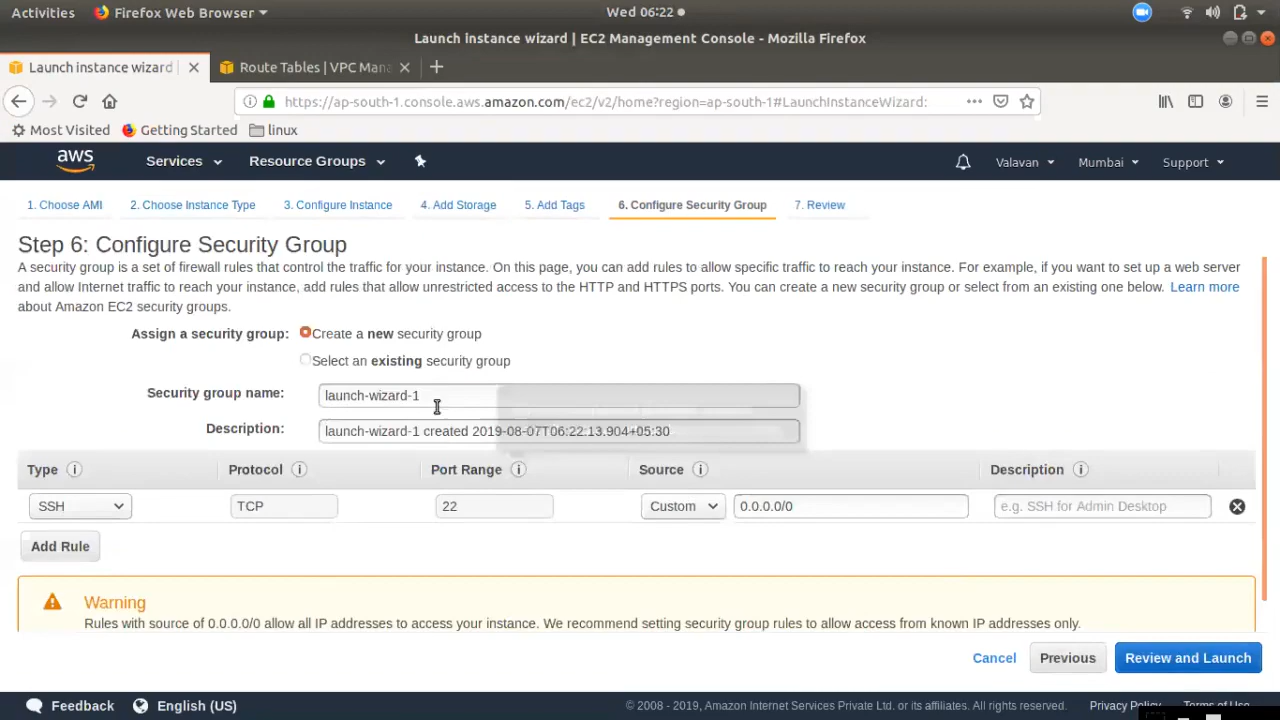 Activities Firefox Web Browser Wed 06:22
Launch instance wizard | EC2 Management Console - Mozilla Firefox
Launch instance wizard Route Tables | VPC Man
https://ap-south-1.console.aws.amazon.com/ec2/v2/home?region=ap-south-1#LaunchInstanceWizard:
Most Visited Getting Started linux
aws Services Resource Groups Valavan Mumbai Support
1. Choose AMI 2. Choose Instance Type 3. Configure Instance 4. Add Storage 5. Add Tags 6. Configure Security Group 7. Review
Step 6: Configure Security Group
A security group is a set of firewall rules that control the traffic for your instance. On this page, you can add rules to allow specific traffic to reach your instance. For example, if you want to set up a web server
and allow Internet traffic to reach your instance, add rules that allow unrestricted access to the HTTP and HTTPS ports. You can create a new security group or select from an existing one below. Learn more
about Amazon EC2 security groups.
Assign a security group: Create a new security group
Select an existing security group
Security group name: launch-wizard-1
Description: launch-wizard-1 created 2019-08-07T06:22:13.904+05:30
Type Protocol Port Range Source Description
SSH TCP 22 Custom 0.0.0.0/0 e.g. SSH for Admin Desktop
Add Rule
Warning
Rules with source of 0.0.0.0/0 allow all IP addresses to access your instance. We recommend setting security group rules to allow access from known IP addresses only.
Cancel Previous Review and Launch
Feedback English (US) © 2008 - 2019, Amazon Internet Services Private Ltd. or its affiliates. All rights reserved. Privacy Policy Terms of Use